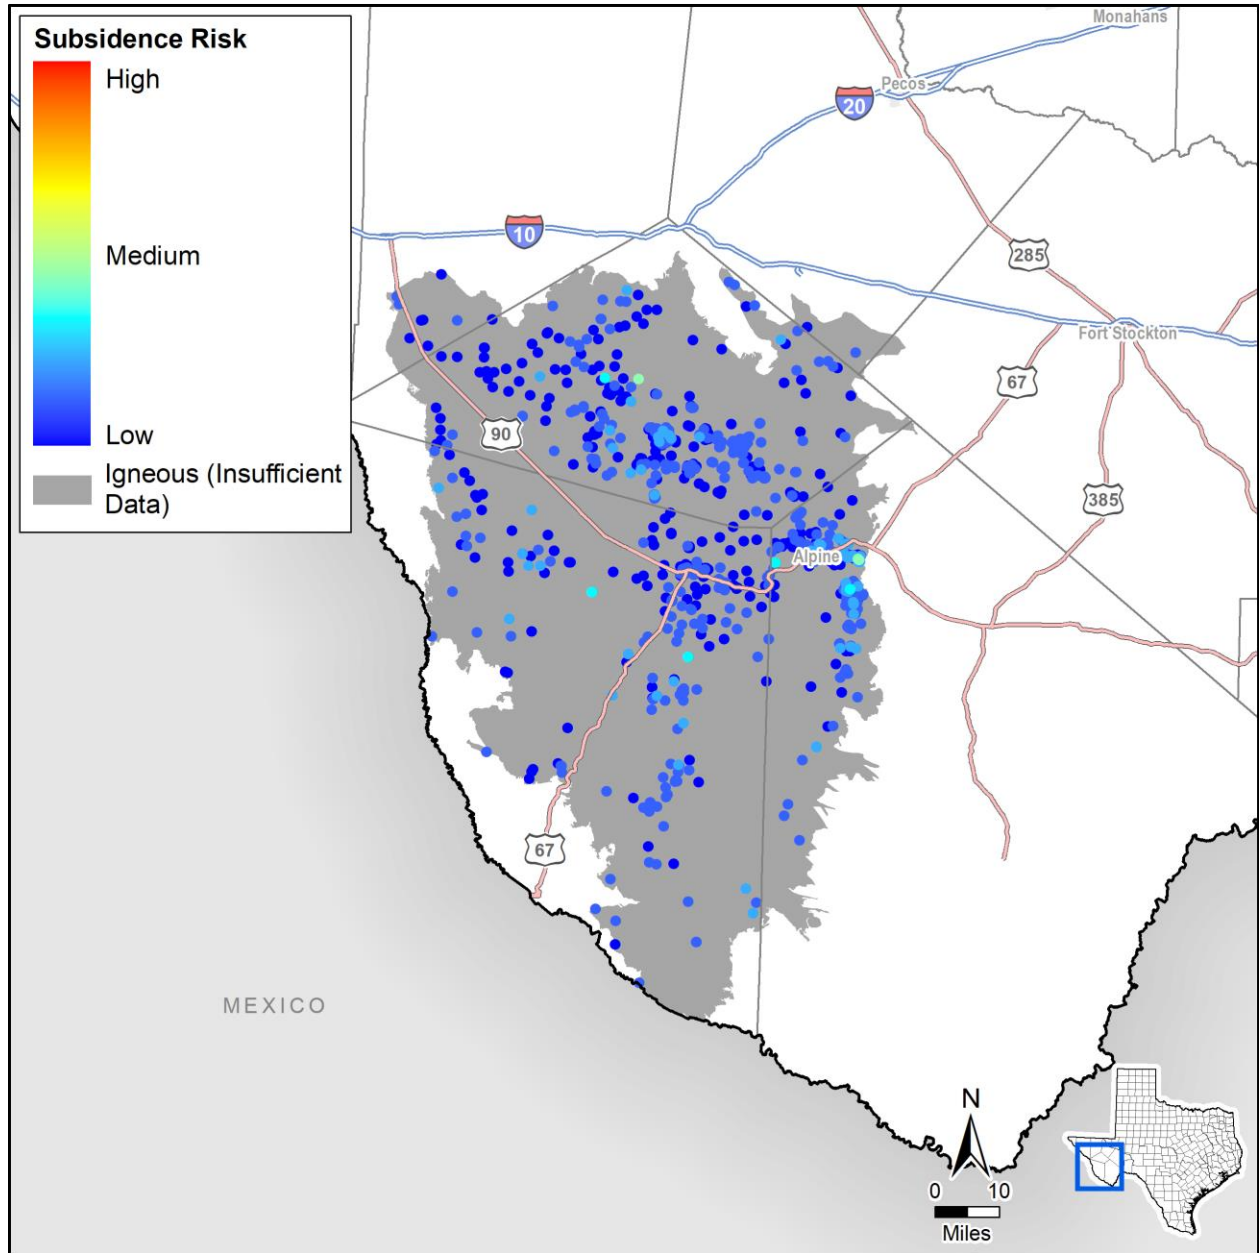 Subsidence Risk
High
Medium
Low
Igneous (Insufficient
Data)
Monahans
Pecos
20
10
285
Fort Stockton
67
90
385
Alpine
67
MEXICO
N
0 10
Miles